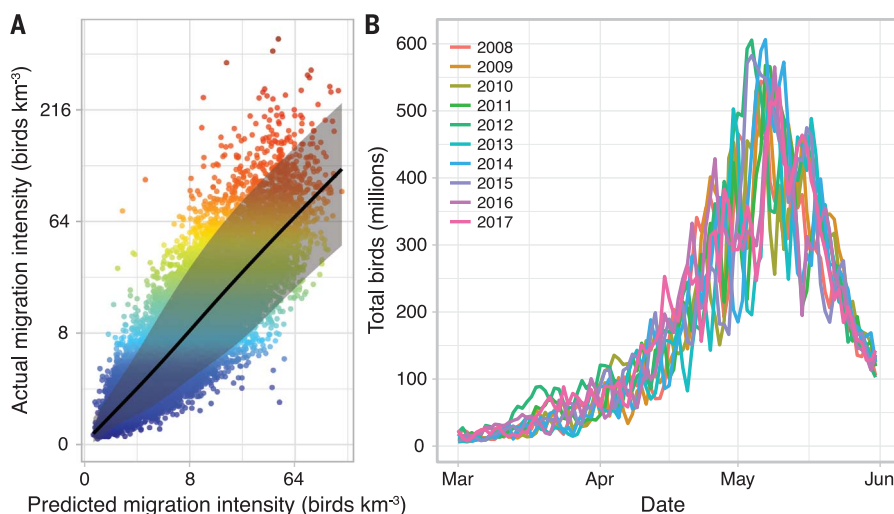 A
Actual migration intensity (birds km-3)
216
64
8
0
0 8 64
Predicted migration intensity (birds km-3)
B
Total birds (millions)
600
500
400
300
200
100
0
2008
2009
2010
2011
2012
2013
2014
2015
2016
2017
Mar Apr May Jun
Date